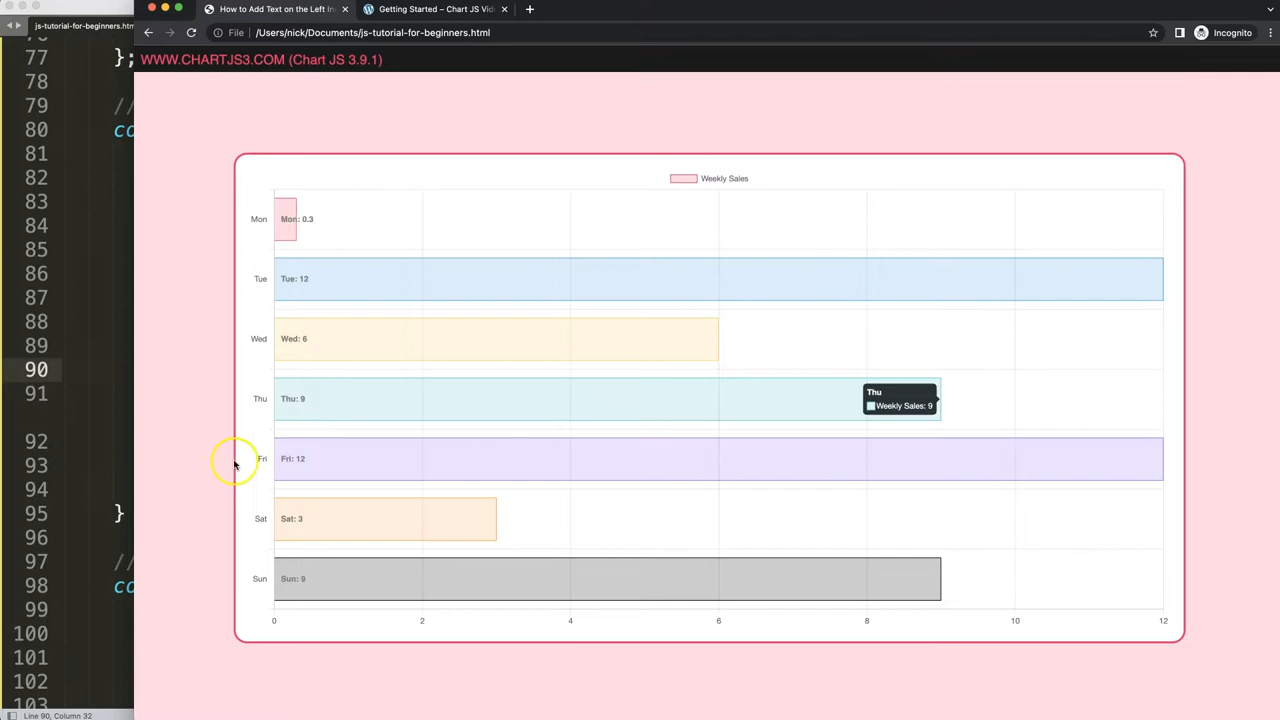 js-tutorial-for-beginners.htm
How to Add Text on the Left In
Getting Started – Chart JS Vid
File
/Users/nick/Documents/js-tutorial-for-beginners.html
Incognito
WWW.CHARTJS3.COM (Chart JS 3.9.1)
77 };
78
79 //
80 co
81
82
83
84
85
86
87
88
89
90
91
92
93
94
95 }
96
97 //
98 co
99
100
101
102
103
Line 90, Column 32
Weekly Sales
Mon Mon: 0.3
Tue Tue: 12
Wed Wed: 6
Thu Thu: 9
Thu
Weekly Sales: 9
Fri Fri: 12
Sat Sat: 3
Sun Sun: 9
0 2 4 6 8 10 12